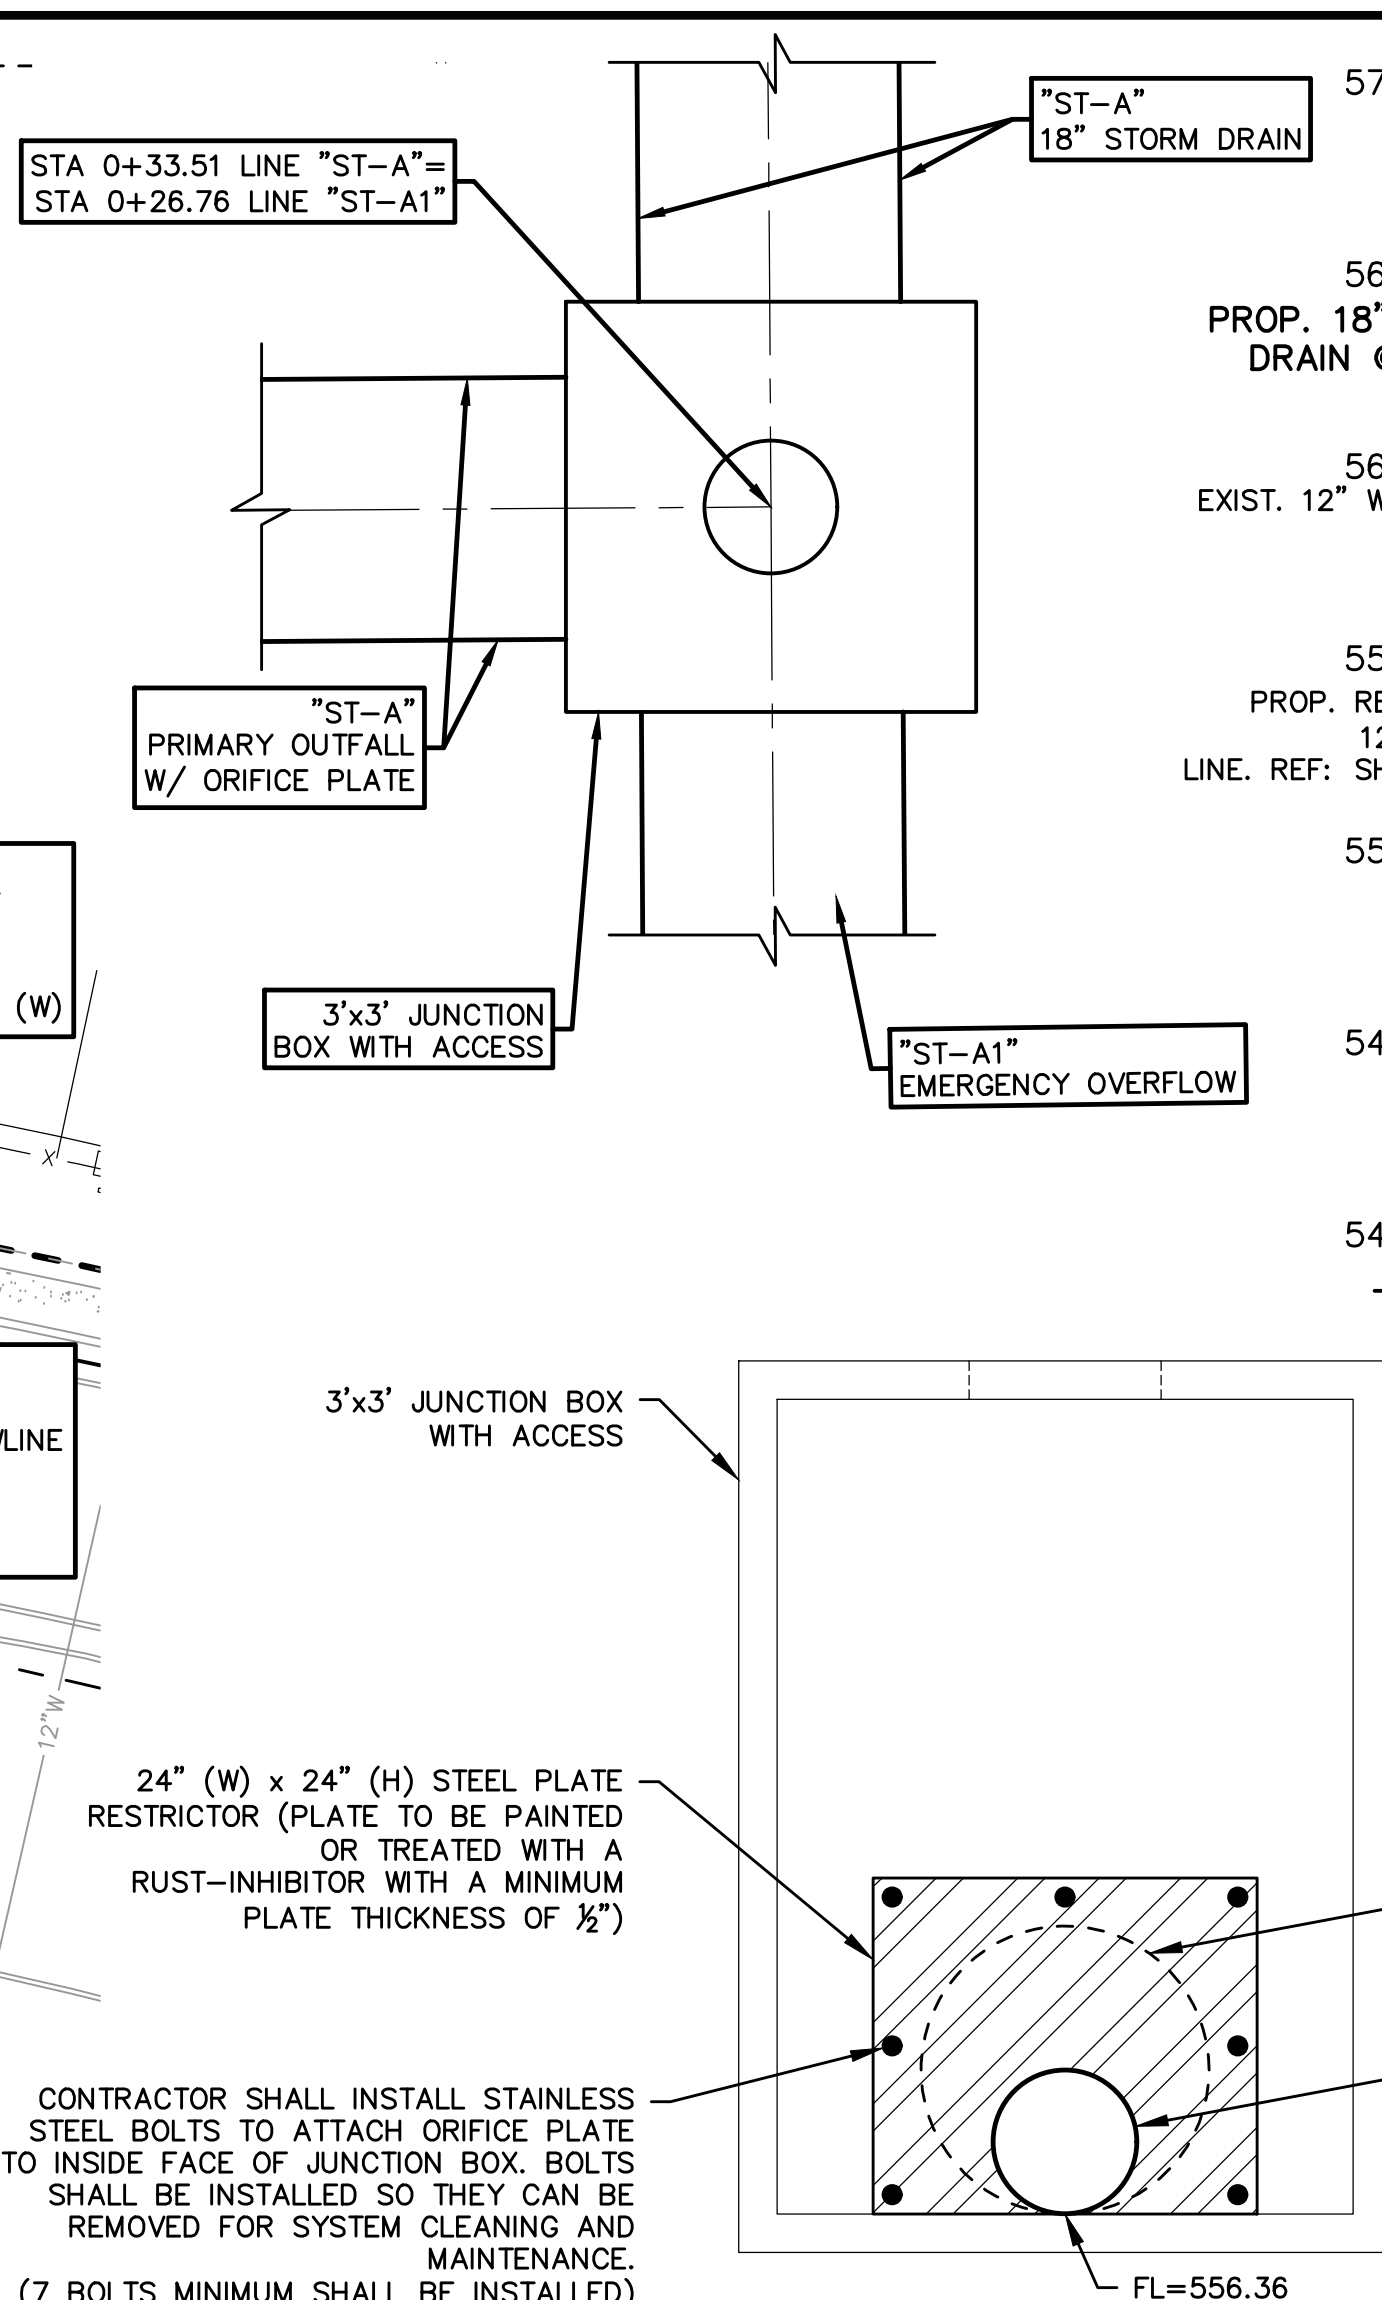 "ST-A"
18" STORM DRAIN
STA 0+33.51 LINE "ST-A"=
STA 0+26.76 LINE "ST-A1"
PROP. 18"
DRAIN @
EXIST. 12"
"ST-A"
PRIMARY OUTFALL
W/ ORIFICE PLATE
PROP.
LINE. REF:
(W)
3'x3' JUNCTION
BOX WITH ACCESS
"ST-A1"
EMERGENCY OVERFLOW
X
3'x3' JUNCTION BOX
WITH ACCESS
12"W
24" (W) x 24" (H) STEEL PLATE
RESTRICTOR (PLATE TO BE PAINTED
OR TREATED WITH A
RUST-INHIBITOR WITH A MINIMUM
PLATE THICKNESS OF ½")
CONTRACTOR SHALL INSTALL STAINLESS
STEEL BOLTS TO ATTACH ORIFICE PLATE
TO INSIDE FACE OF JUNCTION BOX. BOLTS
SHALL BE INSTALLED SO THEY CAN BE
REMOVED FOR SYSTEM CLEANING AND
MAINTENANCE.
(7 BOLTS MINIMUM SHALL BE INSTALLED)
FL=556.36